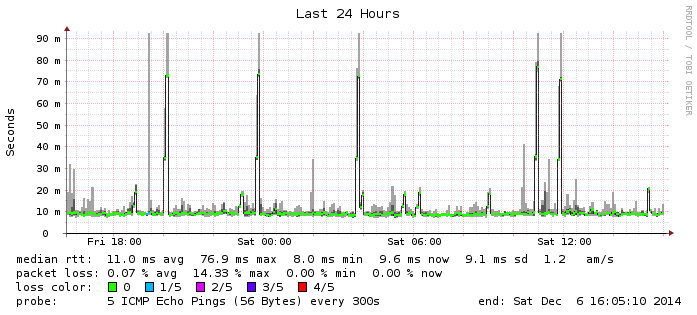 Last 24 Hours
RRDTOOL / TOBI OETIKER
Seconds
90 m
80 m
70 m
60 m
50 m
40 m
30 m
20 m
10 m
0
Fri 18:00 Sat 00:00 Sat 06:00 Sat 12:00
median rtt: 11.0 ms avg 76.9 ms max 8.0 ms min 9.6 ms now 9.1 ms sd 1.2 am/s
packet loss: 0.07 % avg 14.33 % max 0.00 % min 0.00 % now
loss color: 0 1/5 2/5 3/5 4/5
probe: 5 ICMP Echo Pings (56 Bytes) every 300s end: Sat Dec 6 16:05:10 2014